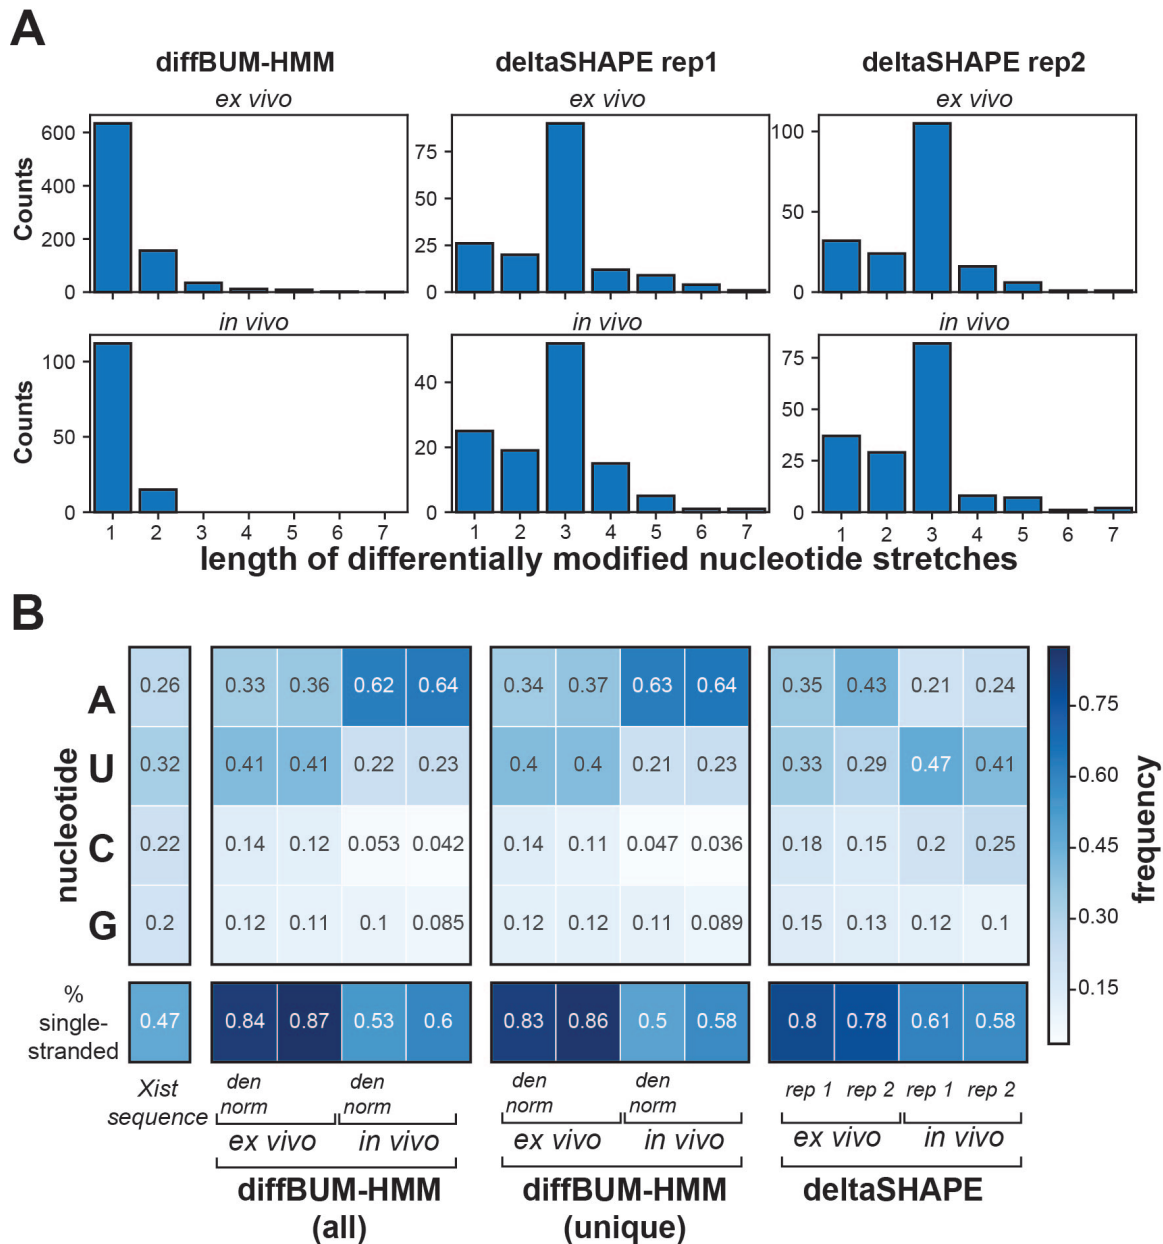 A
diffBUM-HMM deltaSHAPE rep1 deltaSHAPE rep2
ex vivo ex vivo ex vivo
Counts
600
400
200
0
75
50
25
0
100
50
0
in vivo in vivo in vivo
Counts
100
50
0
40
20
0
75
50
25
0
1 2 3 4 5 6 7 1 2 3 4 5 6 7 1 2 3 4 5 6 7
length of differentially modified nucleotide stretches
B
nucleotide
A 0.26 0.33 0.36 0.62 0.64 0.34 0.37 0.63 0.64 0.35 0.43 0.21 0.24
U 0.32 0.41 0.41 0.22 0.23 0.4 0.4 0.21 0.23 0.33 0.29 0.47 0.41
C 0.22 0.14 0.12 0.053 0.042 0.14 0.11 0.047 0.036 0.18 0.15 0.2 0.25
G 0.2 0.12 0.11 0.1 0.085 0.12 0.12 0.11 0.089 0.15 0.13 0.12 0.1
0.75
0.60
0.45
0.30
0.15
frequency
%
single-
stranded
0.47 0.84 0.87 0.53 0.6 0.83 0.86 0.5 0.58 0.8 0.78 0.61 0.58
Xist
sequence
den den den den rep 1 rep 2 rep 1 rep 2
norm norm norm norm
ex vivo in vivo ex vivo in vivo ex vivo in vivo
diffBUM-HMM diffBUM-HMM deltaSHAPE
(all) (unique)